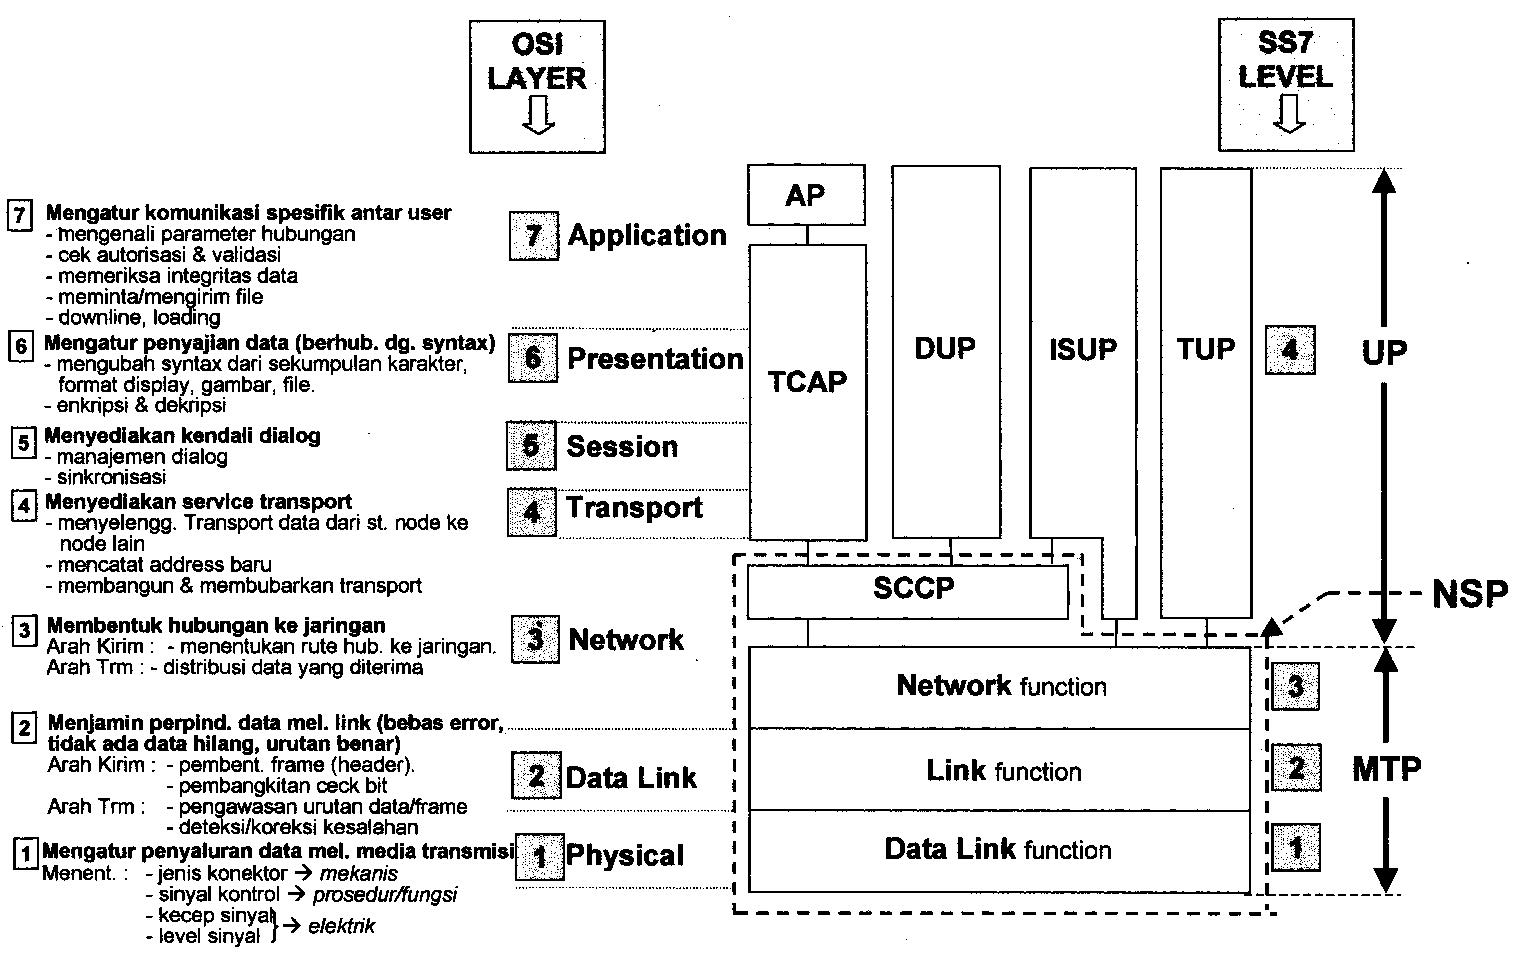 OSI
LAYER
SS7
LEVEL
7 Mengatur komunikasi spesifik antar user
- mengenali parameter hubungan
- cek autorisasi & validasi
- memeriksa integritas data
- meminta/mengirim file
- downline, loading
6 Mengatur penyajian data (berhub. dg. syntax)
- mengubah syntax dari sekumpulan karakter,
format display, gambar, file.
- enkripsi & dekripsi
5 Menyediakan kendali dialog
- manajemen dialog
- sinkronisasi
4 Menyediakan service transport
- menyelengg. Transport data dari st. node ke
node lain
- mencatat address baru
- membangun & membubarkan transport
3 Membentuk hubungan ke jaringan
Arah Kirim : - menentukan rute hub. ke jaringan.
Arah Trm : - distribusi data yang diterima
2 Menjamin perpind. data mel. link (bebas error,
tidak ada data hilang, urutan benar)
Arah Kirim : - pembent. frame (header).
- pembangkitan ceck bit
Arah Trm : - pengawasan urutan data/frame
- deteksi/koreksi kesalahan
1 Mengatur penyaluran data mel. media transmisi
Menent. : - jenis konektor → mekanis
- sinyal kontrol → prosedur/fungsi
- kecep sinyal
- level sinyal } → elektrik
7 Application
6 Presentation
5 Session
4 Transport
3 Network
2 Data Link
1 Physical
AP
TCAP
DUP
ISUP
TUP
SCCP
Network function
Link function
Data Link function
4
3
2
1
UP
NSP
MTP